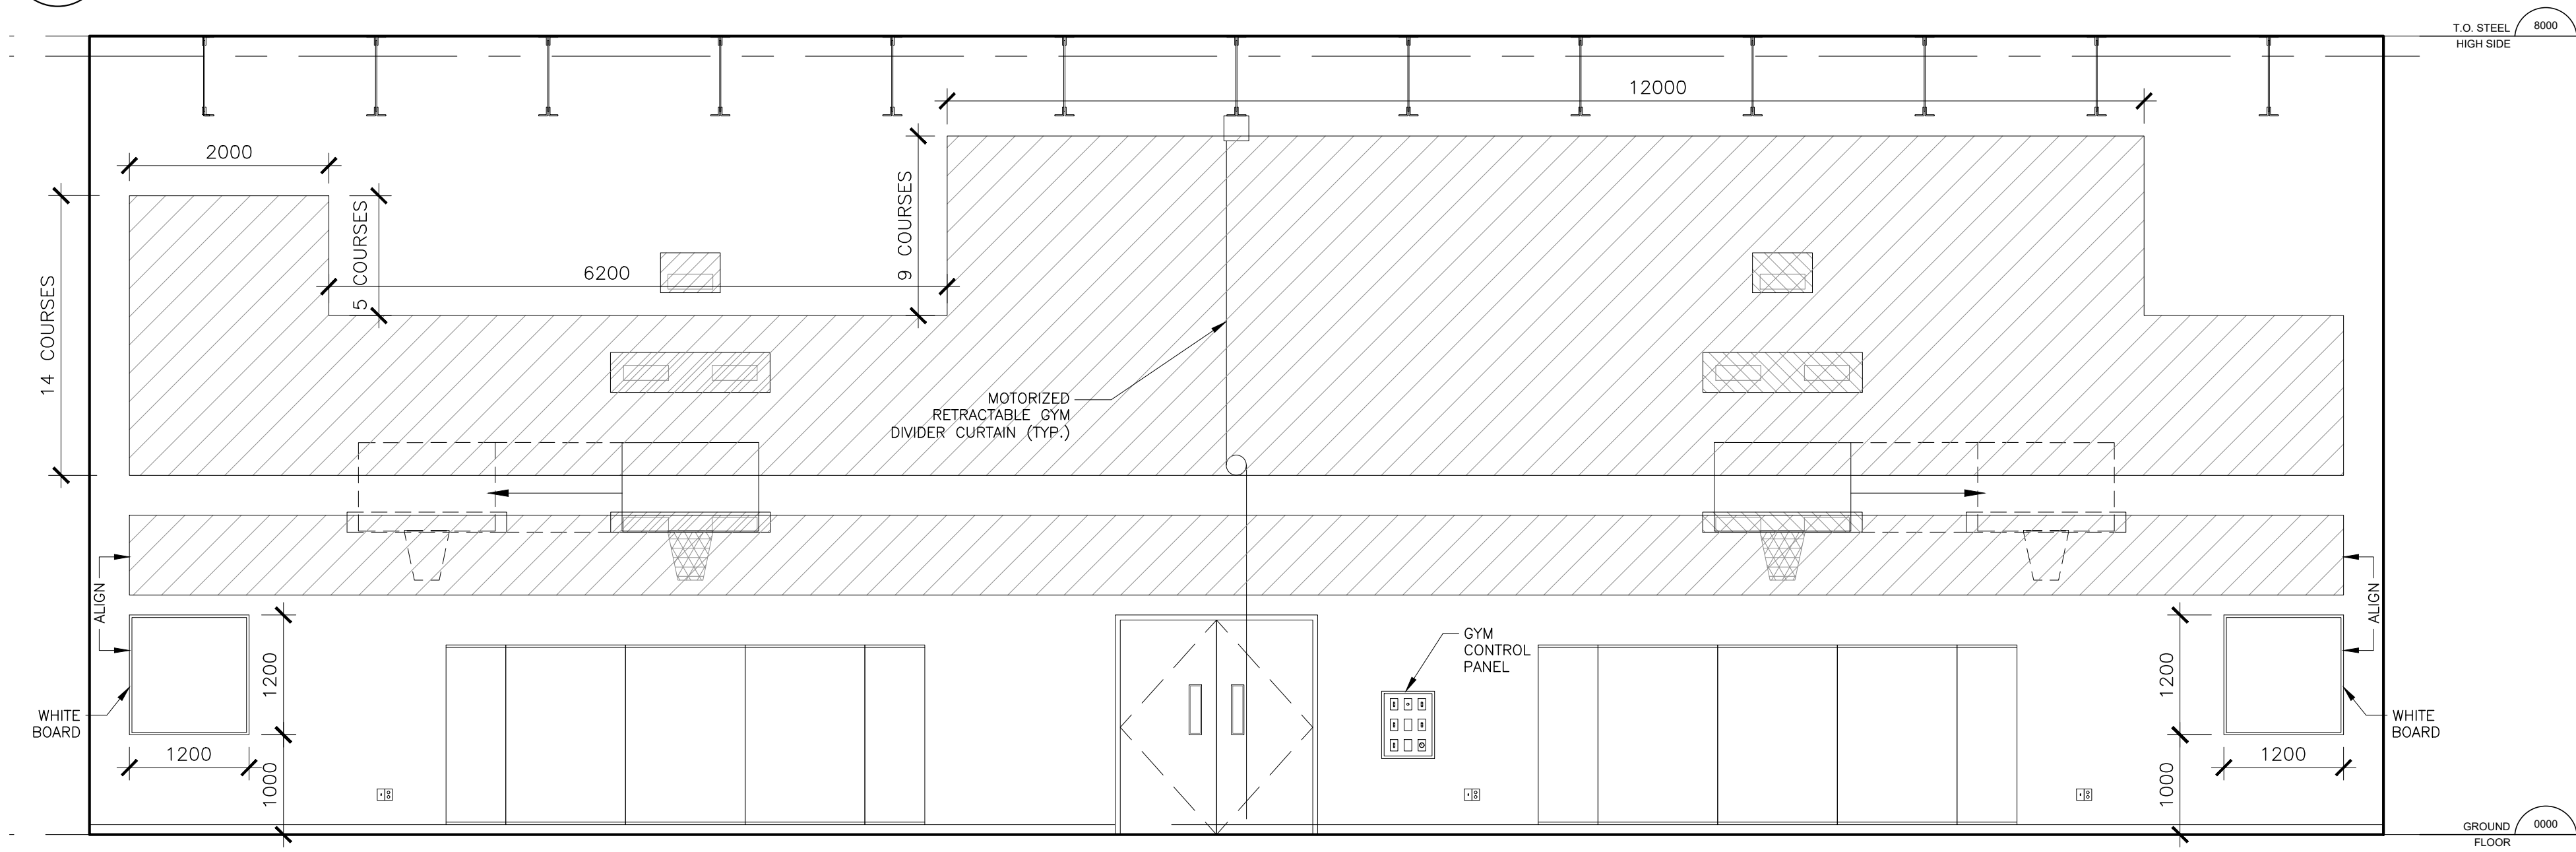 T.O. STEEL
HIGH SIDE
8000
12000
2000
5 COURSES
9 COURSES
6200
14 COURSES
MOTORIZED
RETRACTABLE GYM
DIVIDER CURTAIN (TYP.)
ALIGN
ALIGN
GYM
CONTROL
PANEL
1200
1200
WHITE
BOARD
WHITE
BOARD
1200
1000
1000
1200
GROUND
FLOOR
0000